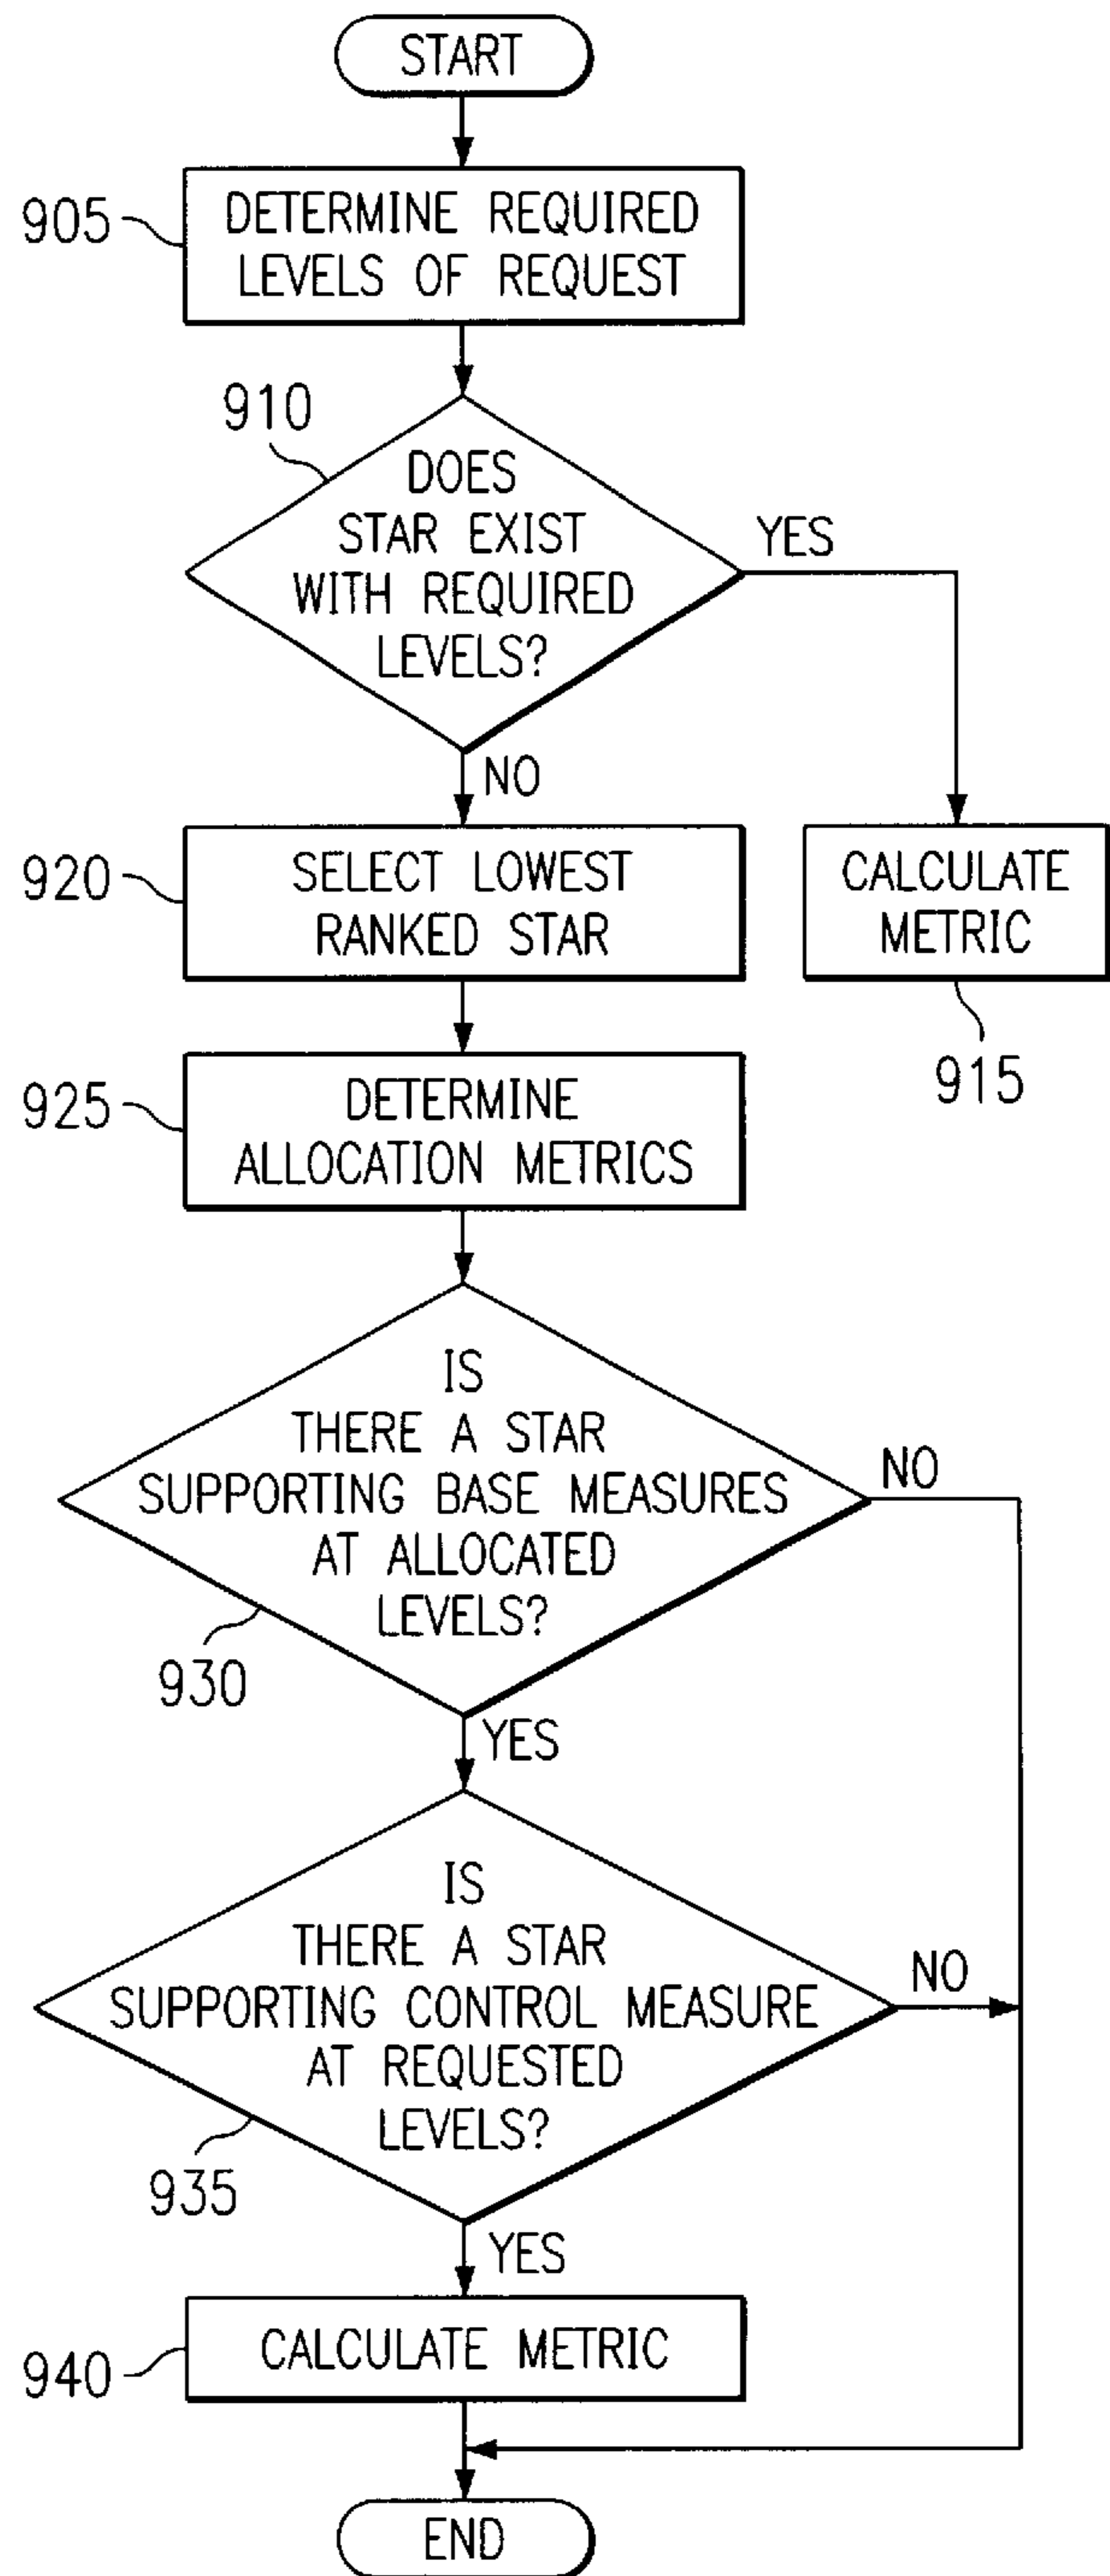 START
905
DETERMINE REQUIRED
LEVELS OF REQUEST
910
DOES
STAR EXIST
WITH REQUIRED
LEVELS?
YES
NO
920
SELECT LOWEST
RANKED STAR
CALCULATE
METRIC
915
925
DETERMINE
ALLOCATION METRICS
IS
THERE A STAR
SUPPORTING BASE MEASURES
AT ALLOCATED
LEVELS?
NO
930
YES
IS
THERE A STAR
SUPPORTING CONTROL MEASURE
AT REQUESTED
LEVELS?
NO
935
YES
940
CALCULATE METRIC
END